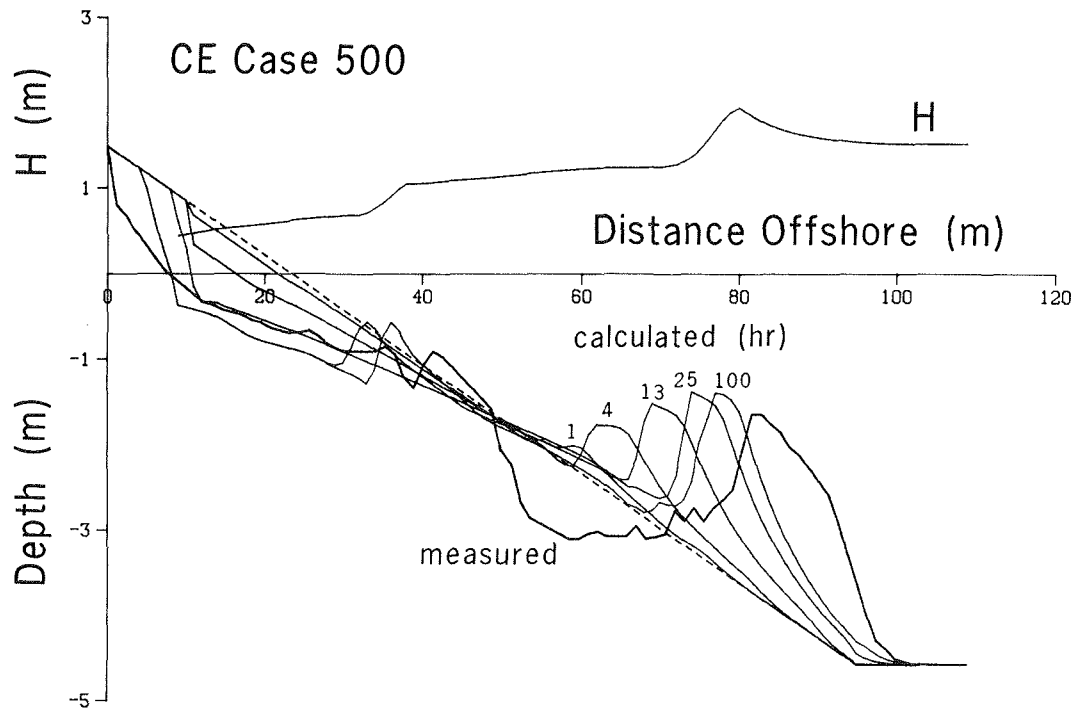 3
CE Case 500
H (m)
H
1
Distance Offshore (m)
0
20
40
60
80
100
120
calculated (hr)
-1
1
4
13
25
100
Depth (m)
-3
measured
-5